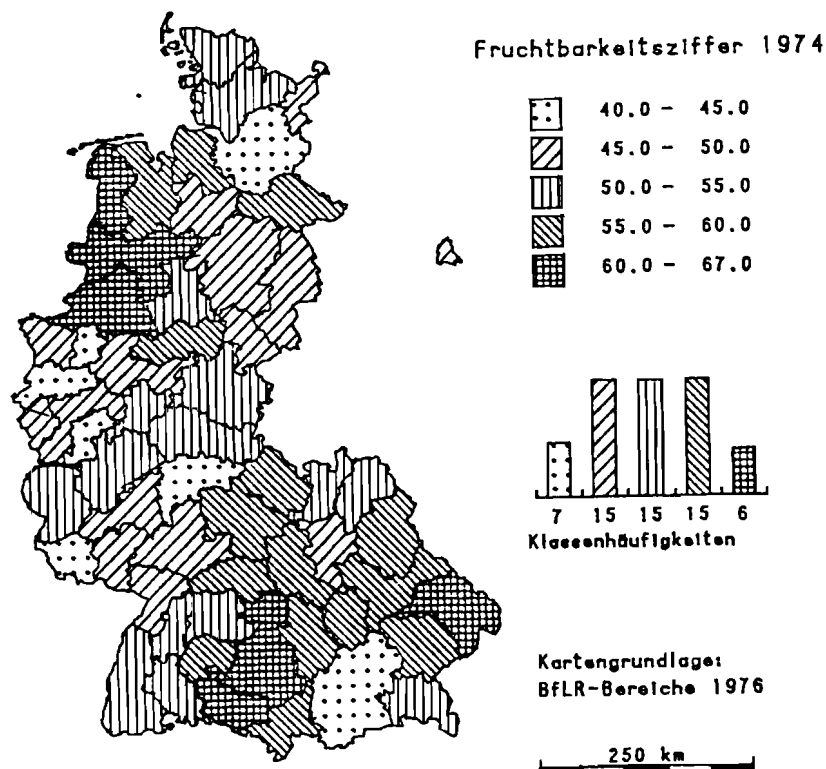 Fruchtbarkeitsziffer 1974
40.0 - 45.0
45.0 - 50.0
50.0 - 55.0
55.0 - 60.0
60.0 - 67.0
7 15 15 15 6
Klassenhäufigkeiten
Kartengrundlage:
BfLR-Bereiche 1976
250 km